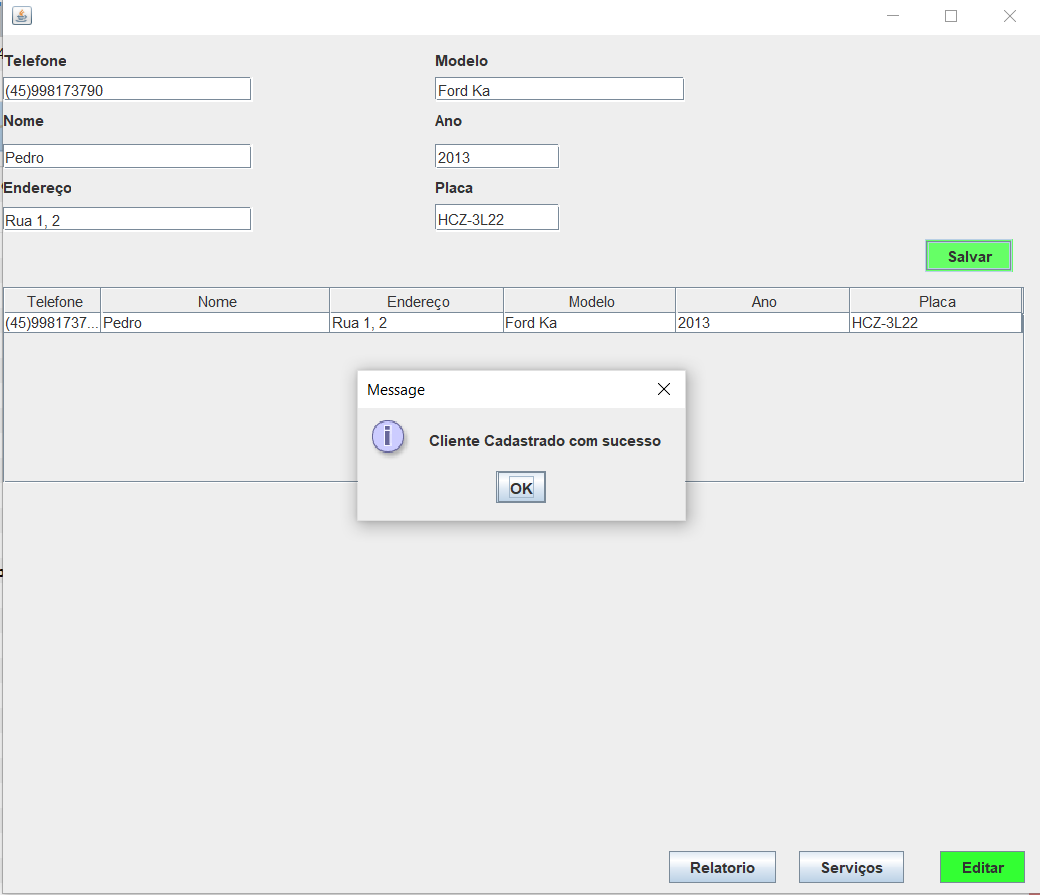 Telefone
Modelo
(45)998173790
Ford Ka
Nome
Ano
Pedro
2013
Endereço
Placa
Rua 1, 2
HCZ-3L22
Salvar
Telefone Nome Endereço Modelo Ano Placa
(45)9981737... Pedro Rua 1, 2 Ford Ka 2013 HCZ-3L22
Message
Cliente Cadastrado com sucesso
OK
Relatorio Serviços Editar